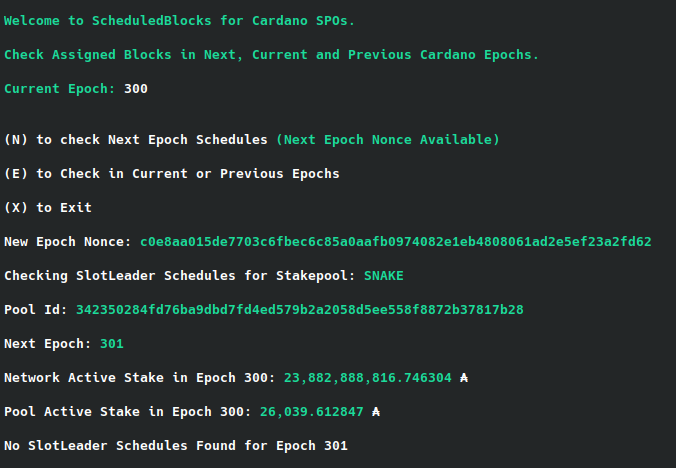 Welcome to ScheduledBlocks for Cardano SPOs.
Check Assigned Blocks in Next, Current and Previous Cardano Epochs.
Current Epoch: 300
(N) to check Next Epoch Schedules (Next Epoch Nonce Available)
(E) to Check in Current or Previous Epochs
(X) to Exit
New Epoch Nonce: c0e8aa015de7703c6fbec6c85a0aafb0974082e1eb4808061ad2e5ef23a2fd62
Checking SlotLeader Schedules for Stakepool: SNAKE
Pool Id: 342350284fd76ba9dbd7fd4ed579b2a2058d5ee558f8872b37817b28
Next Epoch: 301
Network Active Stake in Epoch 300: 23,882,888,816.746304 ₳
Pool Active Stake in Epoch 300: 26,039.612847 ₳
No SlotLeader Schedules Found for Epoch 301